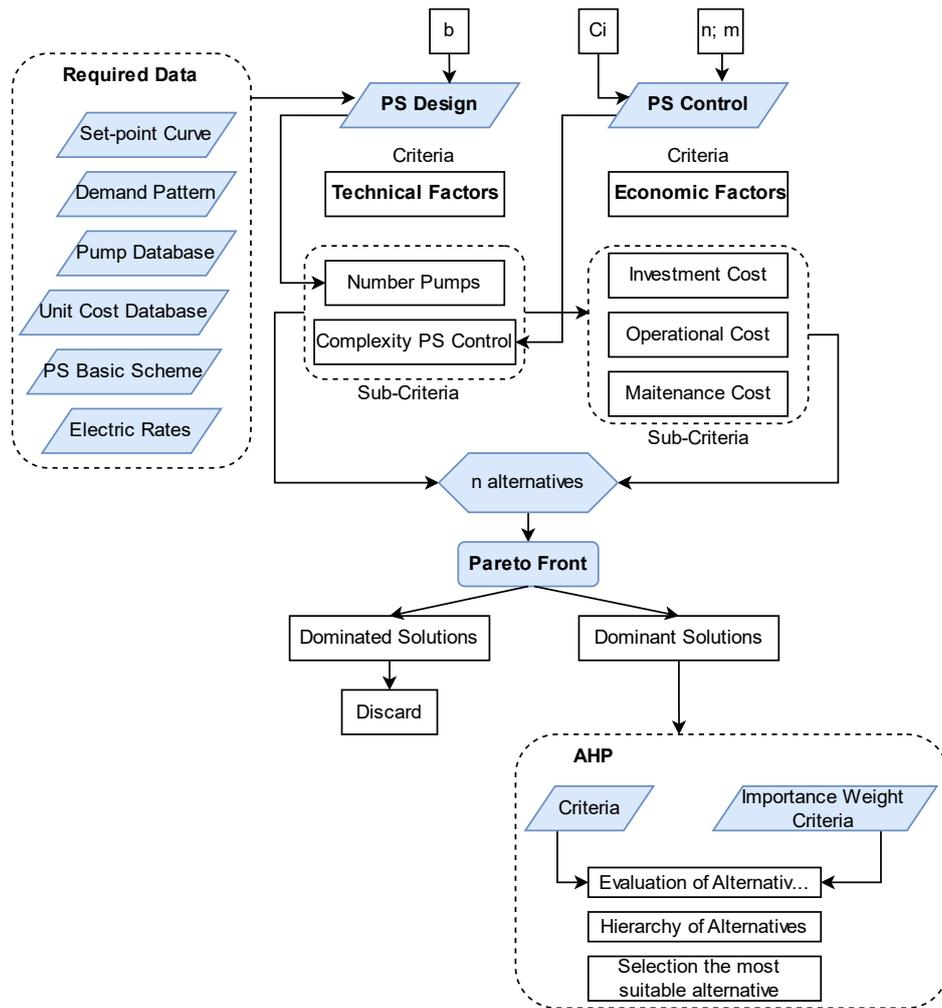 b
Ci
n; m
Required Data
Set-point Curve
Demand Pattern
Pump Database
Unit Cost Database
PS Basic Scheme
Electric Rates
PS Design
PS Control
Criteria
Technical Factors
Criteria
Economic Factors
Number Pumps
Complexity PS Control
Sub-Criteria
Investment Cost
Operational Cost
Maitenance Cost
Sub-Criteria
n alternatives
Pareto Front
Dominated Solutions
Dominant Solutions
Discard
AHP
Criteria
Importance Weight
Criteria
Evaluation of Alternativ...
Hierarchy of Alternatives
Selection the most
suitable alternative